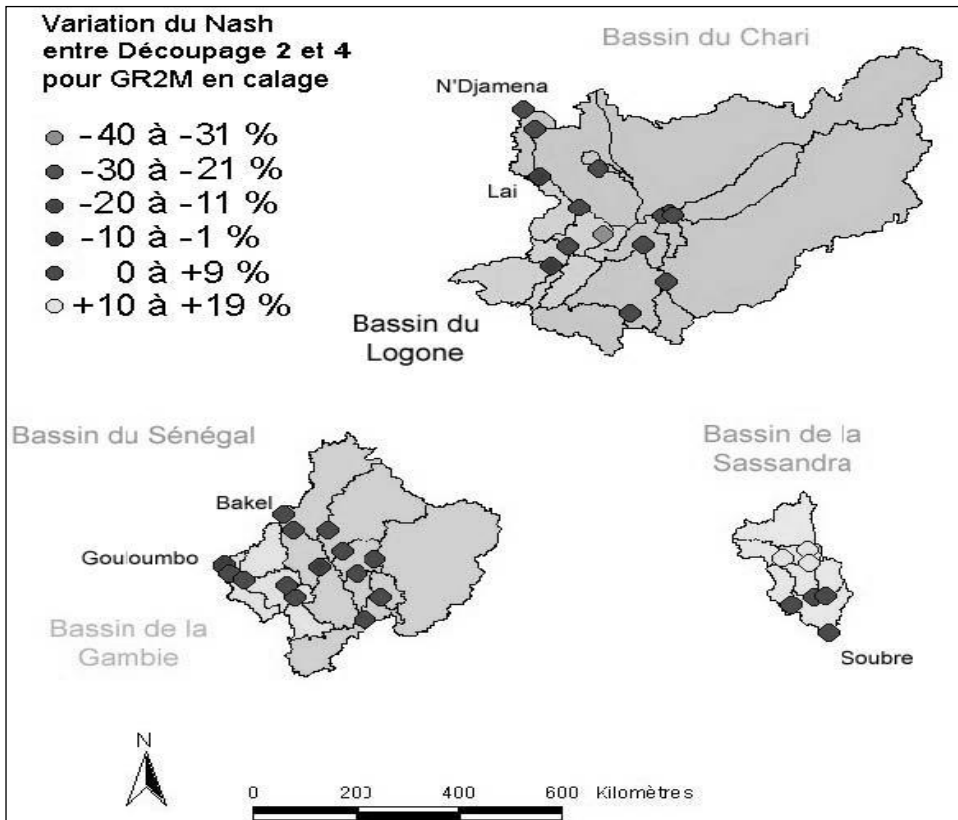 Variation du Nash
entre Découpage 2 et 4
pour GR2M en calage
-40 à -31 %
-30 à -21 %
-20 à -11 %
-10 à -1 %
0 à +9 %
+10 à +19 %
Bassin du Chari
N'Djamena
Lai
Bassin du
Logone
Bassin du Sénégal
Bakel
Gouloumbo
Bassin de la
Gambie
Bassin de la
Sassandra
Soubre
N
0 200 400 600 Kilomètres